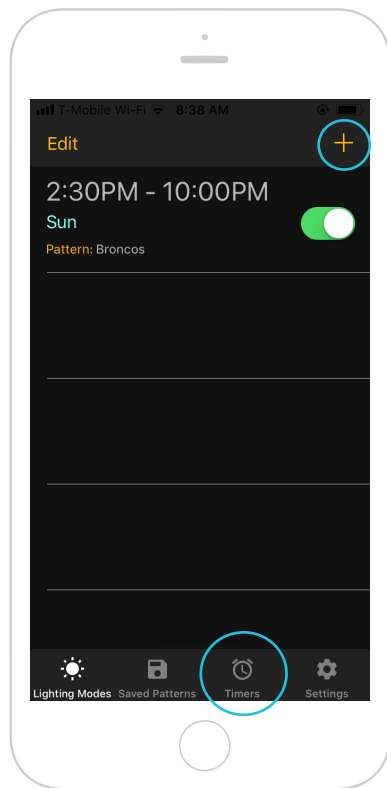 T-Mobile Wi-Fi 8:38 AM
Edit +
2:30PM - 10:00PM
Sun
Pattern: Broncos
Lighting Modes Saved Patterns Timers Settings